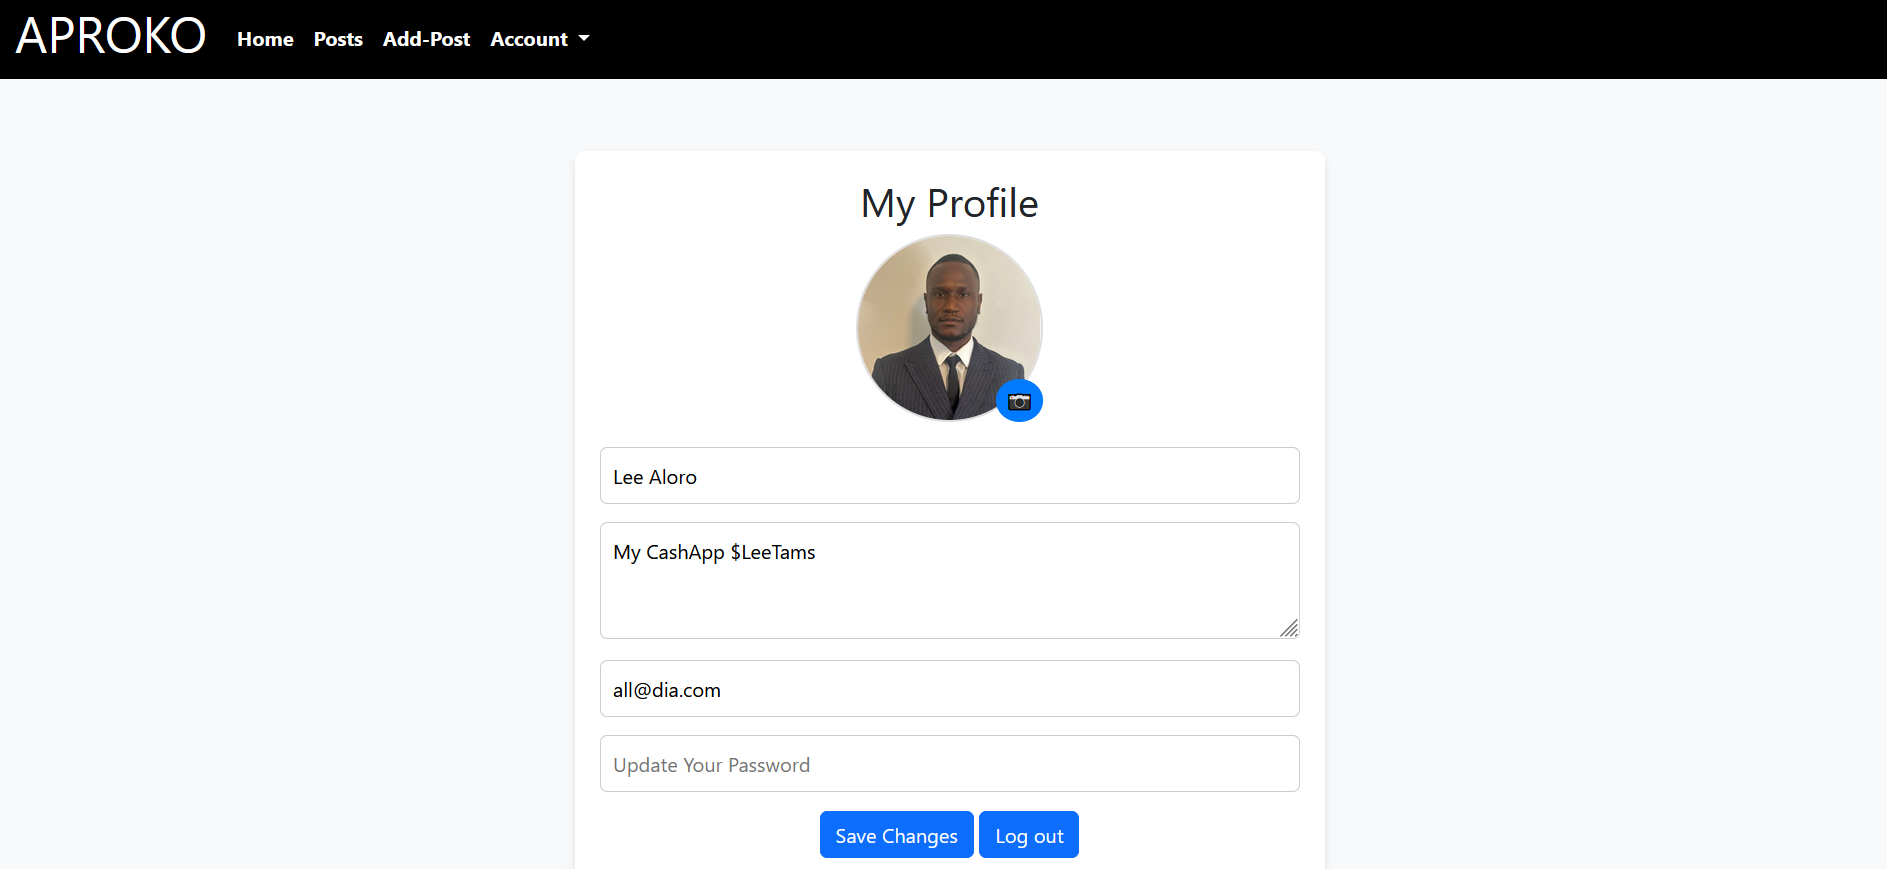 APROKO Home Posts Add-Post Account
My Profile
Lee Aloro
My CashApp $LeeTams
all@dia.com
Update Your Password
Save Changes Log out